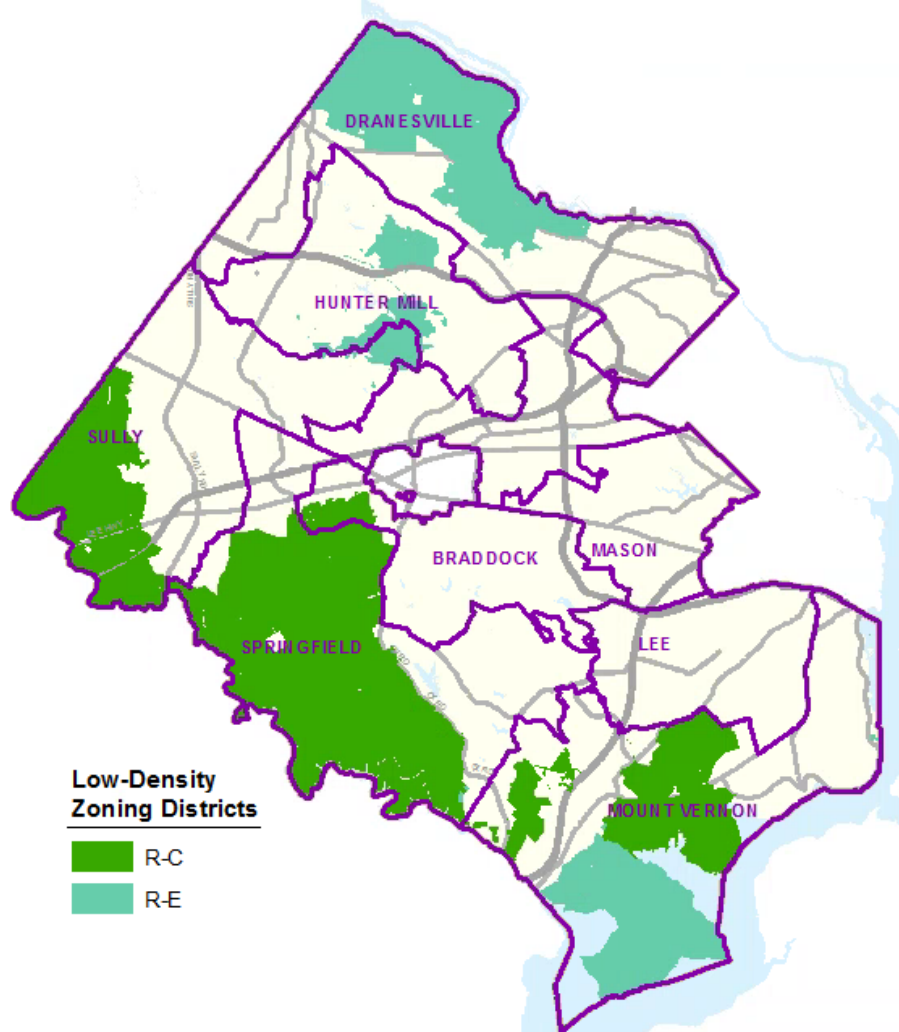 DRANESVILLE
HUNTER MILL
SULLY
BRADDOCK
MASON
SPRINGFIELD
LEE
MOUNT VERNON
Low-Density
Zoning Districts
R-C
R-E